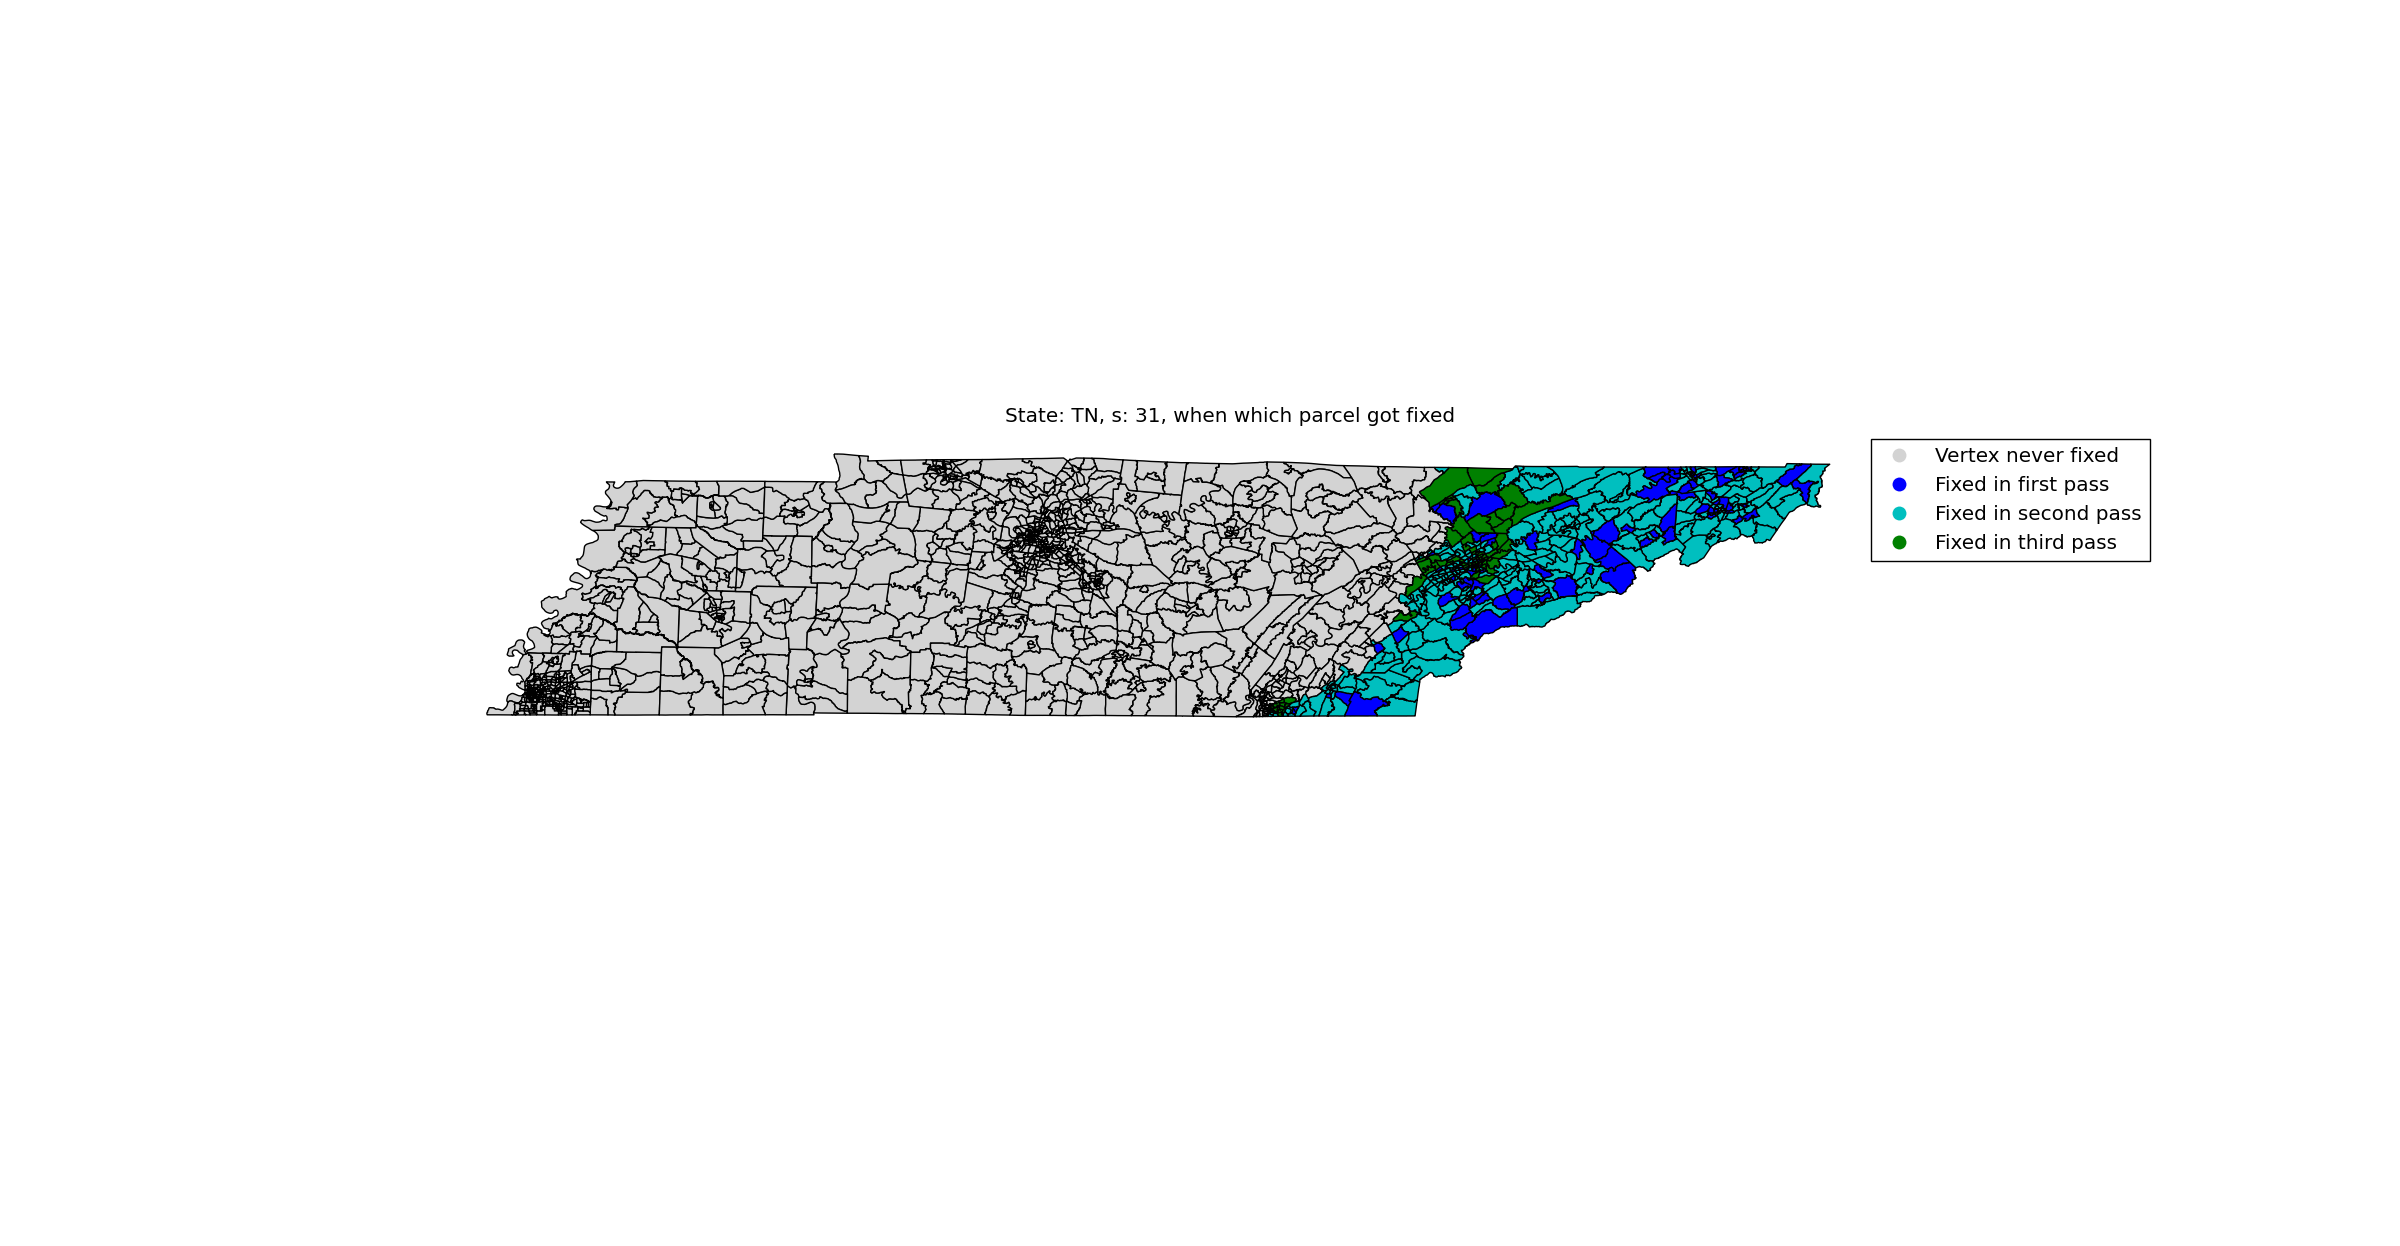 State: TN, s: 31, when which parcel got fixed
Vertex never fixed
Fixed in first pass
Fixed in second pass
Fixed in third pass